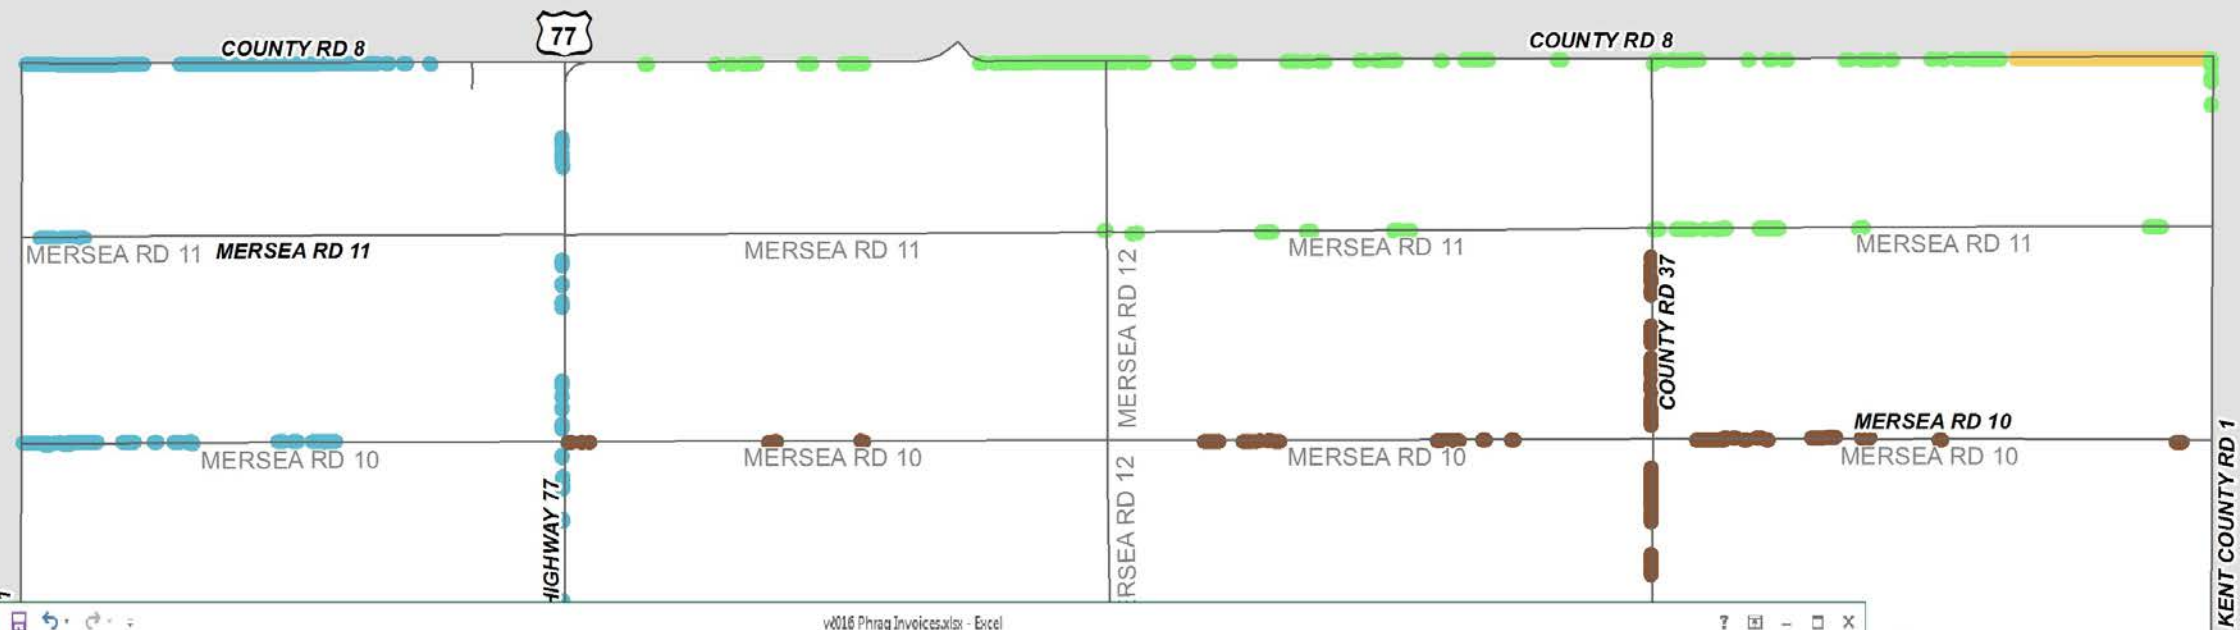 COUNTY RD 8
77
COUNTY RD 8
MERSEA RD 11
MERSEA RD 11
MERSEA RD 11
MERSEA RD 11
MERSEA RD 11
MERSEA RD 12
COUNTY RD 37
MERSEA RD 10
MERSEA RD 10
MERSEA RD 10
MERSEA RD 10
MERSEA RD 10
HIGHWAY 77
ERSEA RD 12
KENT COUNTY RD 1
2016 Phrag Invoices.xlsx - Excel